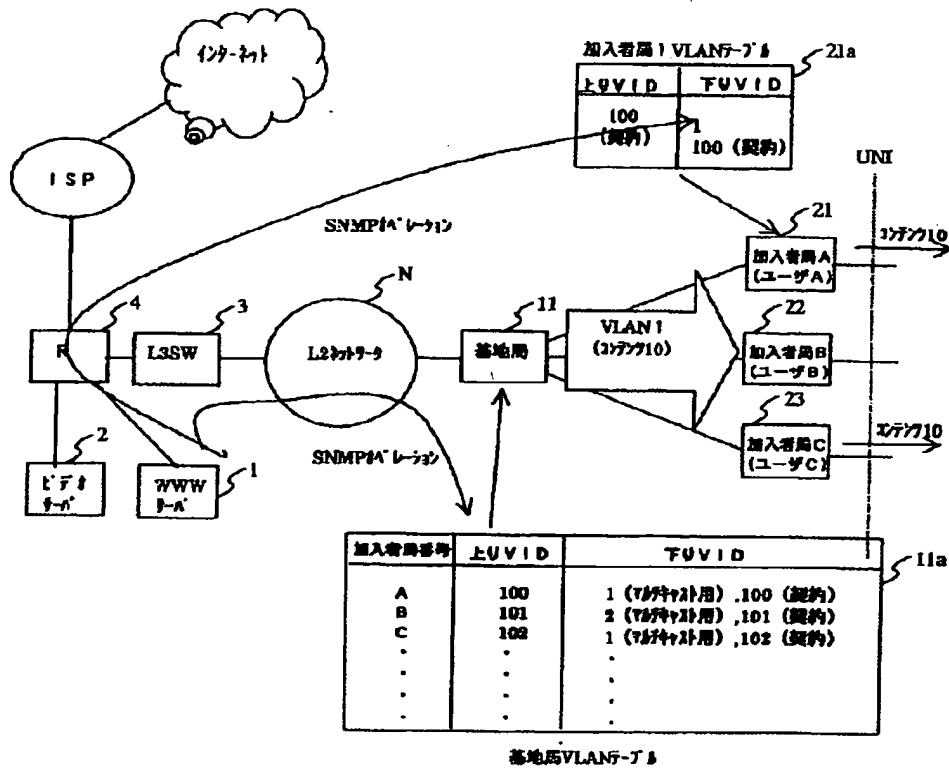 インターネット
ISP
加入者局1 VLANテーブル
21a
上りVID
下りVID
100
(契約)
1
100 (契約)
UNI
SNMPオペレーション
21
コンテンツ10
加入者局A
(ユーザA)
4
3
N
11
22
R
L3SW
L2ネットワーク
基地局
VLAN1
(コンテンツ10)
加入者局B
(ユーザB)
2
1
23
コンテンツ10
ビデオ
サーバ
WWW
サーバ
SNMPオペレーション
加入者局C
(ユーザC)
11a
加入者局番号
上りVID
下りVID
A
100
1 (マルチキャスト用) ,100 (契約)
B
101
2 (マルチキャスト用) ,101 (契約)
C
102
1 (マルチキャスト用) ,102 (契約)
基地局VLANテーブル